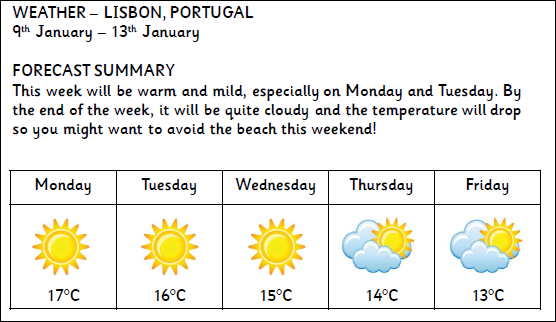 WEATHER – LISBON, PORTUGAL
9th January – 13th January
FORECAST SUMMARY
This week will be warm and mild, especially on Monday and Tuesday. By
the end of the week, it will be quite cloudy and the temperature will drop
so you might want to avoid the beach this weekend!
Monday Tuesday Wednesday Thursday Friday
17°C 16°C 15°C 14°C 13°C